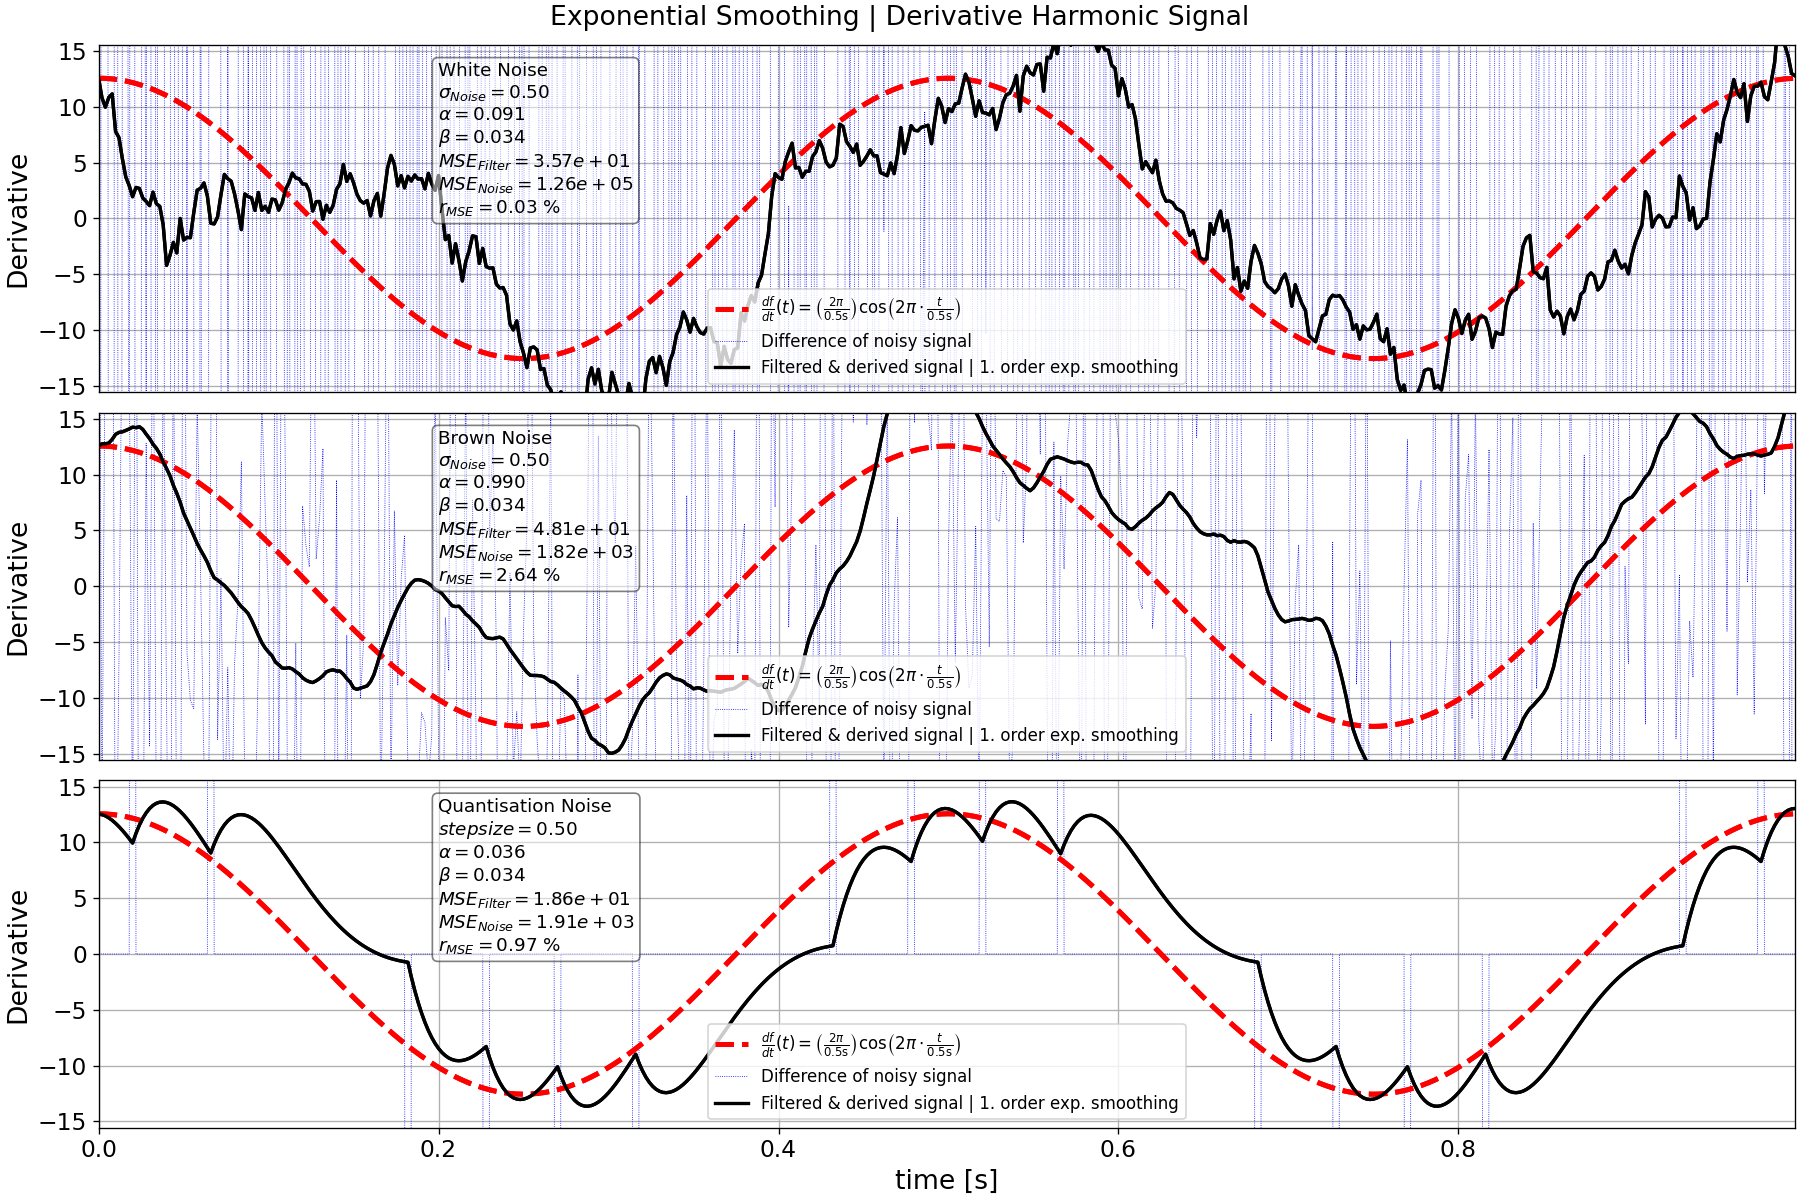 Exponential Smoothing | Derivative Harmonic Signal
15
10
5
0
−5
−10
−15
Derivative
White Noise
σNoise = 0.50
α = 0.091
β = 0.034
MSEFilter = 3.57e + 01
MSENoise = 1.26e + 05
rMSE = 0.03 %
df/dt (t) = (2π/0.5s) cos(2π · t/0.5s)
Difference of noisy signal
Filtered & derived signal | 1. order exp. smoothing
15
10
5
0
−5
−10
−15
Derivative
Brown Noise
σNoise = 0.50
α = 0.990
β = 0.034
MSEFilter = 4.81e + 01
MSENoise = 1.82e + 03
rMSE = 2.64 %
df/dt (t) = (2π/0.5s) cos(2π · t/0.5s)
Difference of noisy signal
Filtered & derived signal | 1. order exp. smoothing
15
10
5
0
−5
−10
−15
Derivative
Quantisation Noise
stepsize = 0.50
α = 0.036
β = 0.034
MSEFilter = 1.86e + 01
MSENoise = 1.91e + 03
rMSE = 0.97 %
df/dt (t) = (2π/0.5s) cos(2π · t/0.5s)
Difference of noisy signal
Filtered & derived signal | 1. order exp. smoothing
0.0 0.2 0.4 0.6 0.8
time [s]